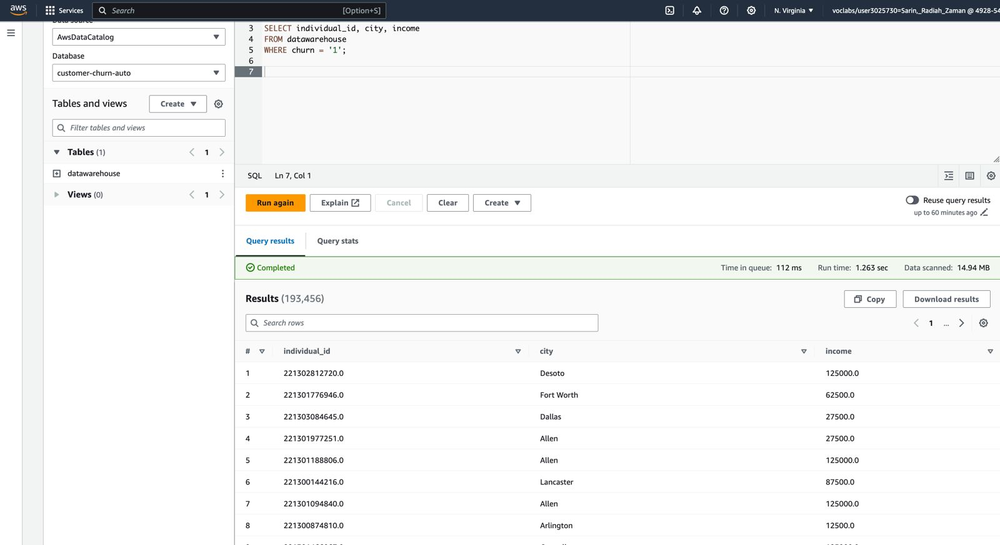 aws
Services
Search
[Option+S]
N. Virginia
voclabs/user3025730=Sarin,_Radiah_Zaman @ 4928-54
Data source
AwsDataCatalog
Database
customer-churn-auto
Tables and views
Create
Filter tables and views
Tables (1)
1
datawarehouse
Views (0)
1
3 SELECT individual_id, city, income
4 FROM datawarehouse
5 WHERE churn = '1';
6
7
SQL Ln 7, Col 1
Run again
Explain
Cancel
Clear
Create
Reuse query results
up to 60 minutes ago
Query results
Query stats
Completed
Time in queue: 112 ms
Run time: 1.263 sec
Data scanned: 14.94 MB
Results (193,456)
Copy
Download results
Search rows
1 ...
# individual_id city income
1 221302812720.0 Desoto 125000.0
2 221301776946.0 Fort Worth 62500.0
3 221303084645.0 Dallas 27500.0
4 221301977251.0 Allen 27500.0
5 221301188806.0 Allen 125000.0
6 221300144216.0 Lancaster 87500.0
7 221301094840.0 Allen 125000.0
8 221300874810.0 Arlington 12500.0